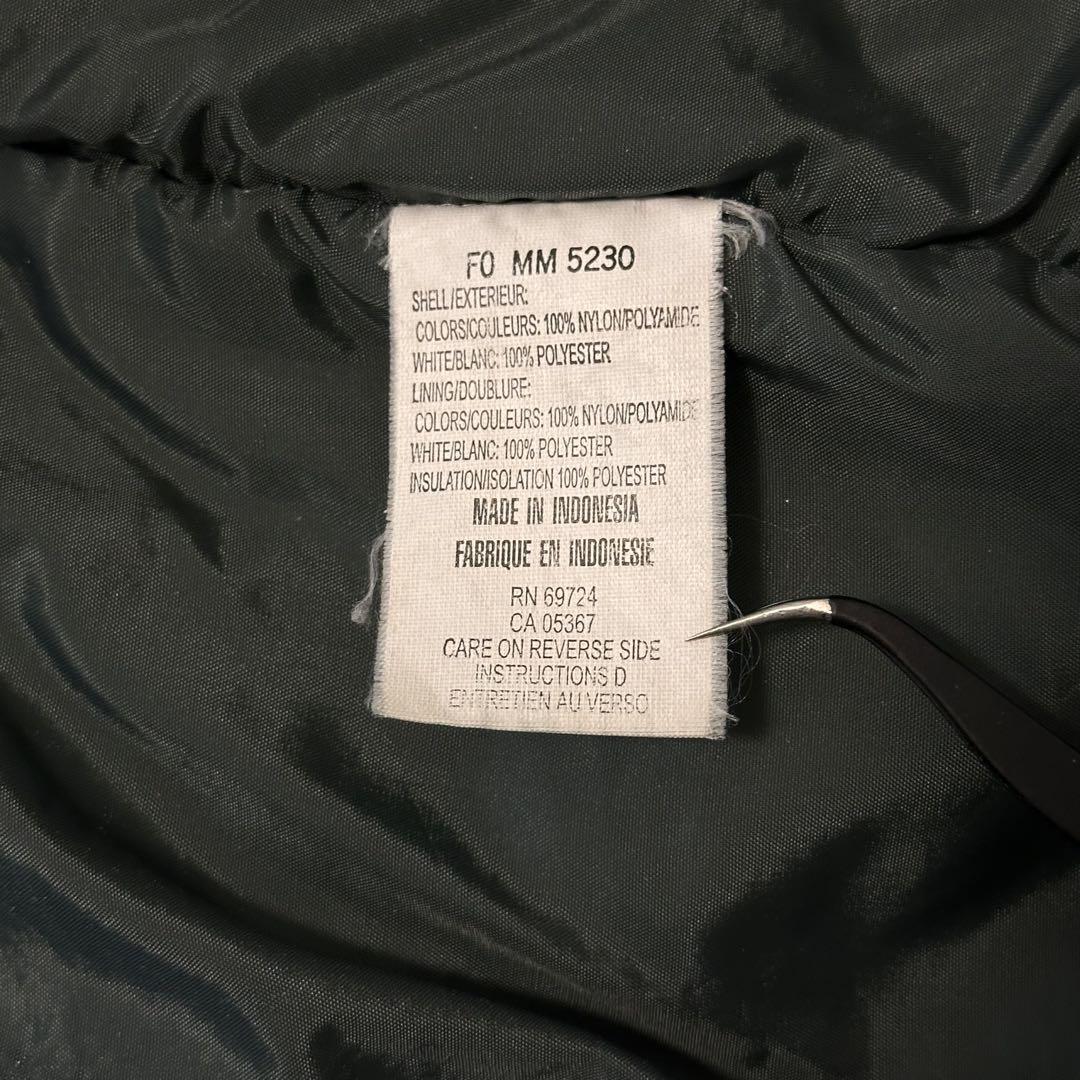 FO MM 5230
SHELL/EXTERIEUR:
COLORS/COULEURS: 100% NYLON/POLYAMIDE
WHITE/BLANC: 100% POLYESTER
LINING/DOUBLURE:
COLORS/COULEURS: 100% NYLON/POLYAMIDE
WHITE/BLANC: 100% POLYESTER
INSULATION/ISOLATION 100% POLYESTER
MADE IN INDONESIA
FABRIQUE EN INDONESIE
RN 69724
CA 05367
CARE ON REVERSE SIDE
INSTRUCTIONS D
ENTRETIEN AU VERSO